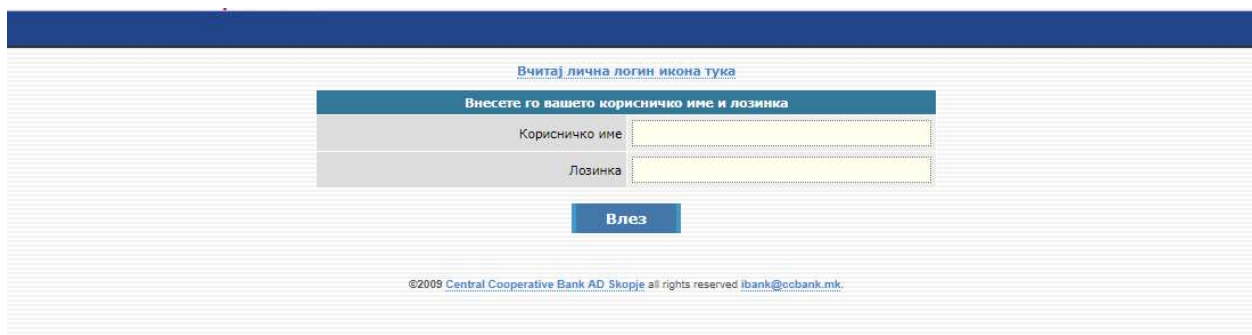 Вчитај лична логин икона тука
Внесете го вашето корисничко име и лозинка
Корисничко име
Лозинка
Влез
©2009 Central Cooperative Bank AD Skopje all rights reserved ibank@ccbank.mk.